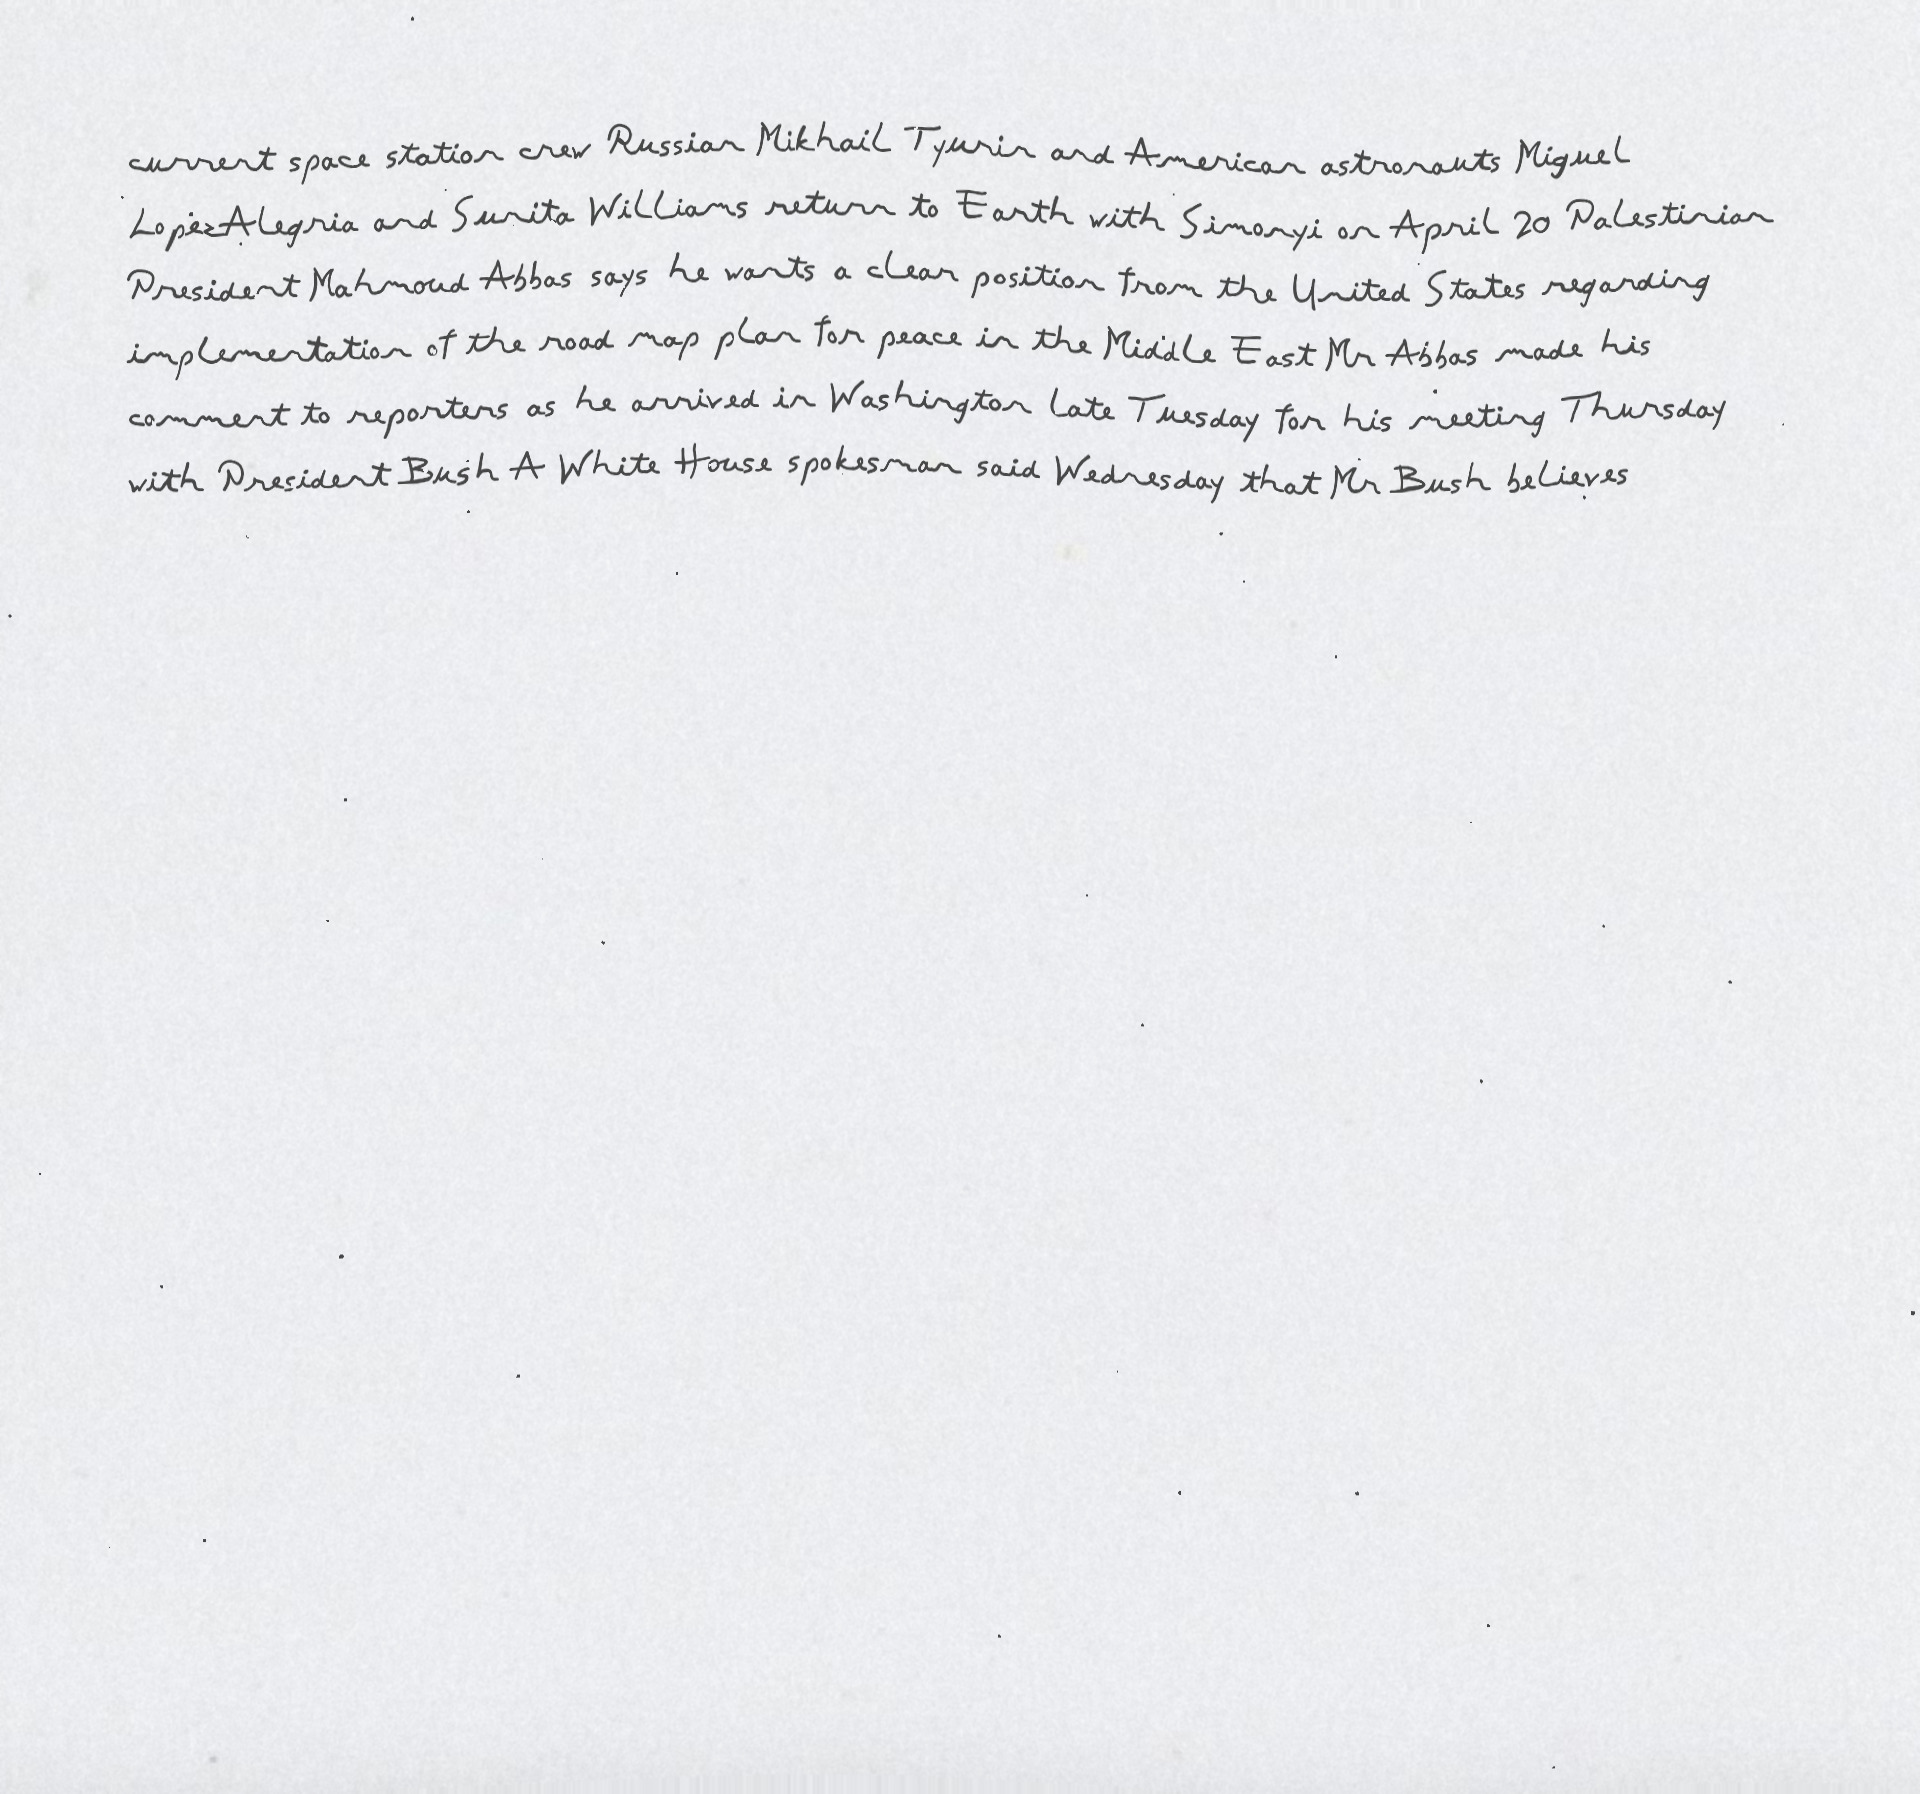 current space station crew Russian Mikhail Tyurin and American astronauts Miguel
LopezAlegria and Sunita Williams return to Earth with Simonyi on April 20 Palestinian
President Mahmoud Abbas says he wants a clear position from the United States regarding
implementation of the road map plan for peace in the Middle East Mr Abbas made his
comment to reporters as he arrived in Washington late Tuesday for his meeting Thursday
with President Bush A White House spokesman said Wednesday that Mr Bush believes